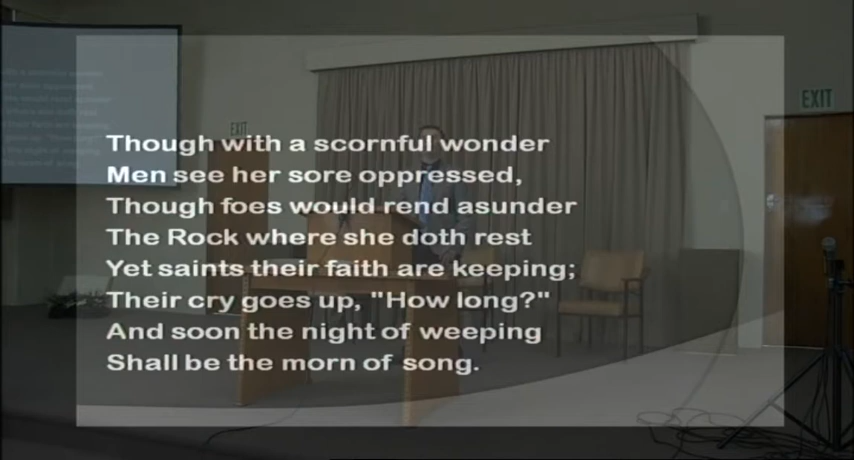 EXIT
EXIT
Though with a scornful wonder
Men see her sore oppressed,
Though foes would rend asunder
The Rock where she doth rest
Yet saints their faith are keeping;
Their cry goes up, "How long?"
And soon the night of weeping
Shall be the morn of song.